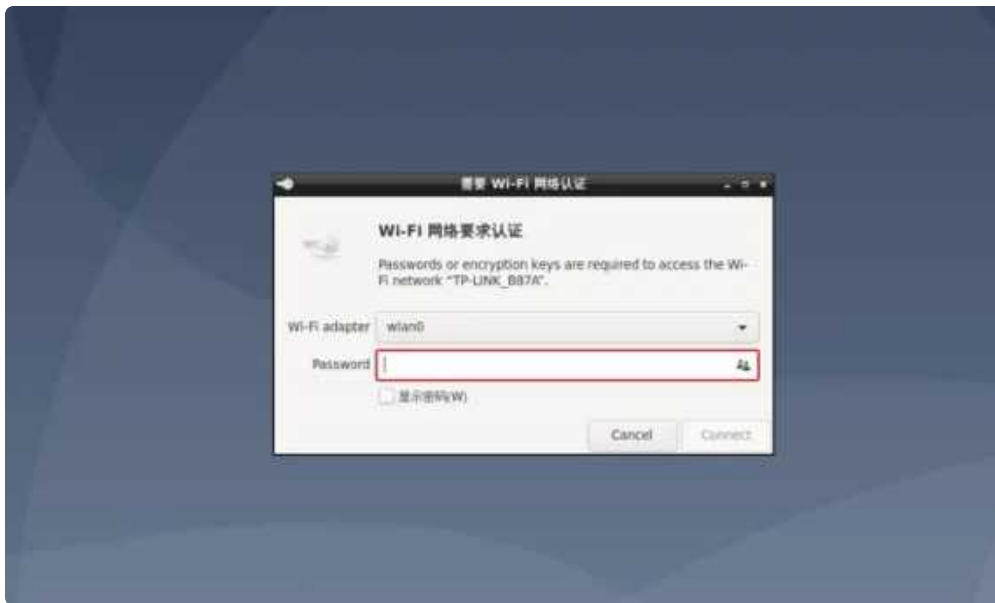 需要 Wi-Fi 网络认证
Wi-Fi 网络要求认证
Passwords or encryption keys are required to access the Wi-
Fi network "TP-LINK_B87A".
Wi-Fi adapter wlan0
Password
显示密码(W)
Cancel Connect